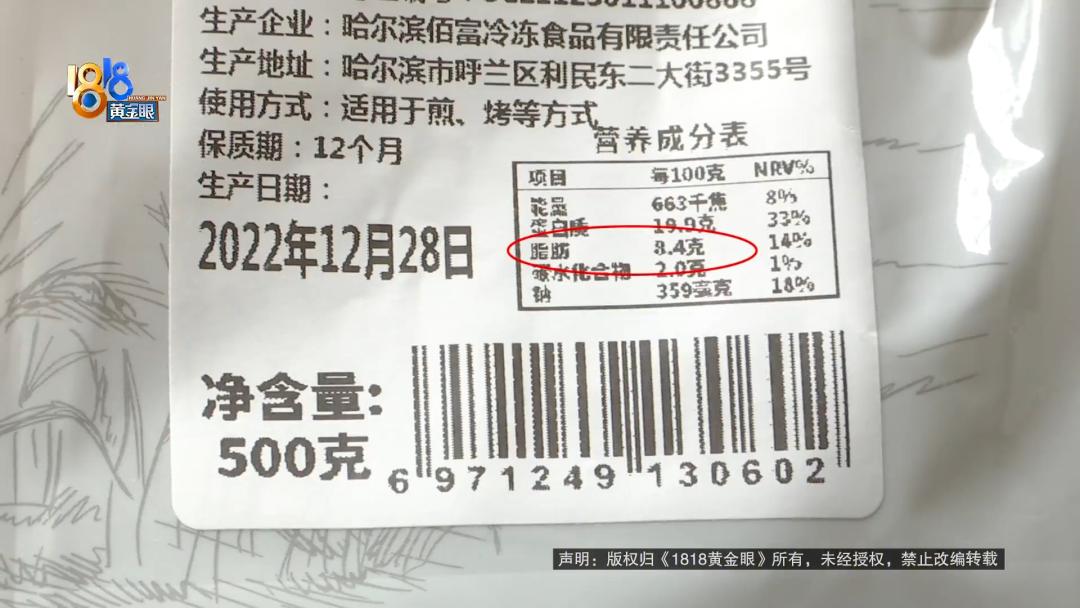 生产企业：哈尔滨佰富冷冻食品有限责任公司
生产地址：哈尔滨市呼兰区利民东二大街3355号
使用方式：适用于煎、烤等方式
保质期：12个月
生产日期：
2022年12月28日
营养成分表
项目 每100克 NRV%
能量 663千焦 8%
蛋白质 19.9克 33%
脂肪 8.4克 14%
碳水化合物 2.0克 1%
钠 359毫克 18%
净含量：
500克
6 971249 130602
1818
HUANG JIN YAN
黄金眼
声明：版权归《1818黄金眼》所有，未经授权，禁止改编转载